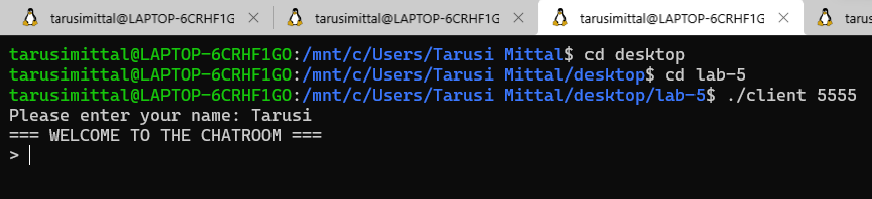 tarusimittal@LAPTOP-6CRHF1G tarusimittal@LAPTOP-6CRHF1G tarusimittal@LAPTOP-6CRHF1G tarus
tarusimittal@LAPTOP-6CRHF1GO:/mnt/c/Users/Tarusi Mittal$ cd desktop
tarusimittal@LAPTOP-6CRHF1GO:/mnt/c/Users/Tarusi Mittal/desktop$ cd lab-5
tarusimittal@LAPTOP-6CRHF1GO:/mnt/c/Users/Tarusi Mittal/desktop/lab-5$ ./client 5555
Please enter your name: Tarusi
=== WELCOME TO THE CHATROOM ===
>